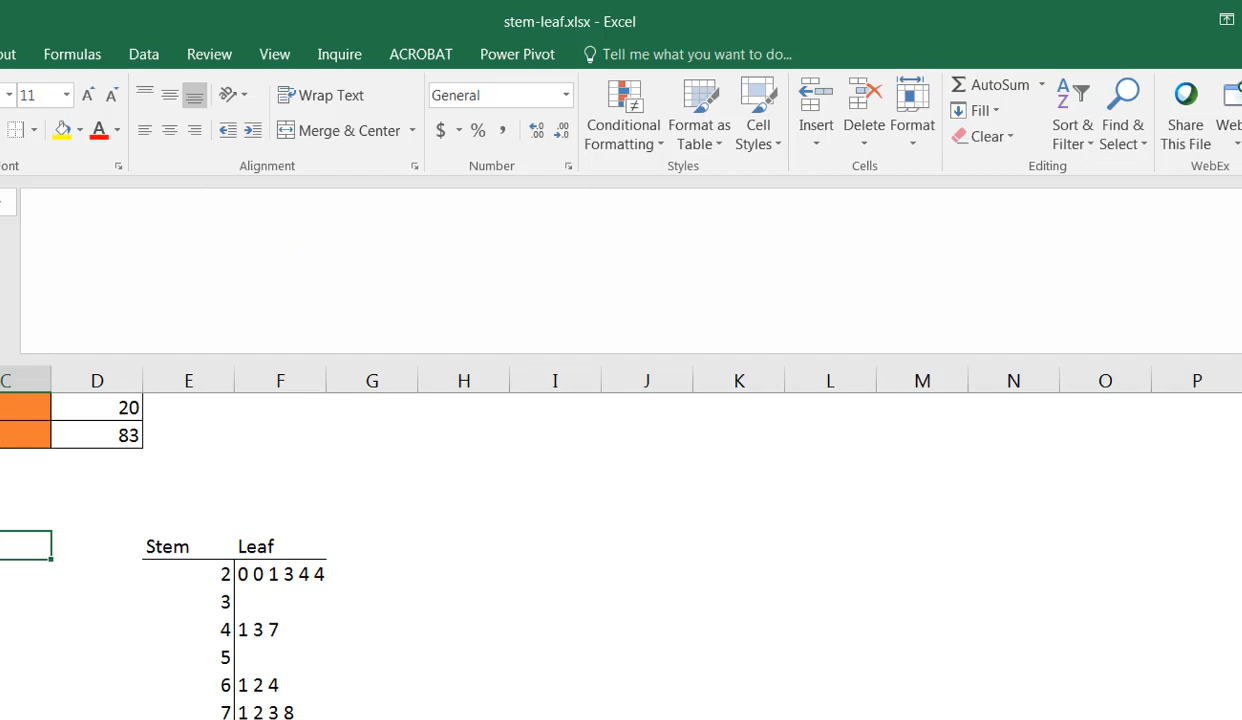 stem-leaf.xlsx - Excel
out Formulas Data Review View Inquire ACROBAT Power Pivot Tell me what you want to do...
11 A A Wrap Text General AutoSum
Fill
A Merge & Center $ % , Conditional Formatting Format as Table Cell Styles Insert Delete Format Clear Sort & Filter Find & Select Share This File Web
ont Alignment Number Styles Cells Editing WebEx
C D E F G H I J K L M N O P
20
83
Stem Leaf
2 0 0 1 3 4 4
3
4 1 3 7
5
6 1 2 4
7 1 2 3 8